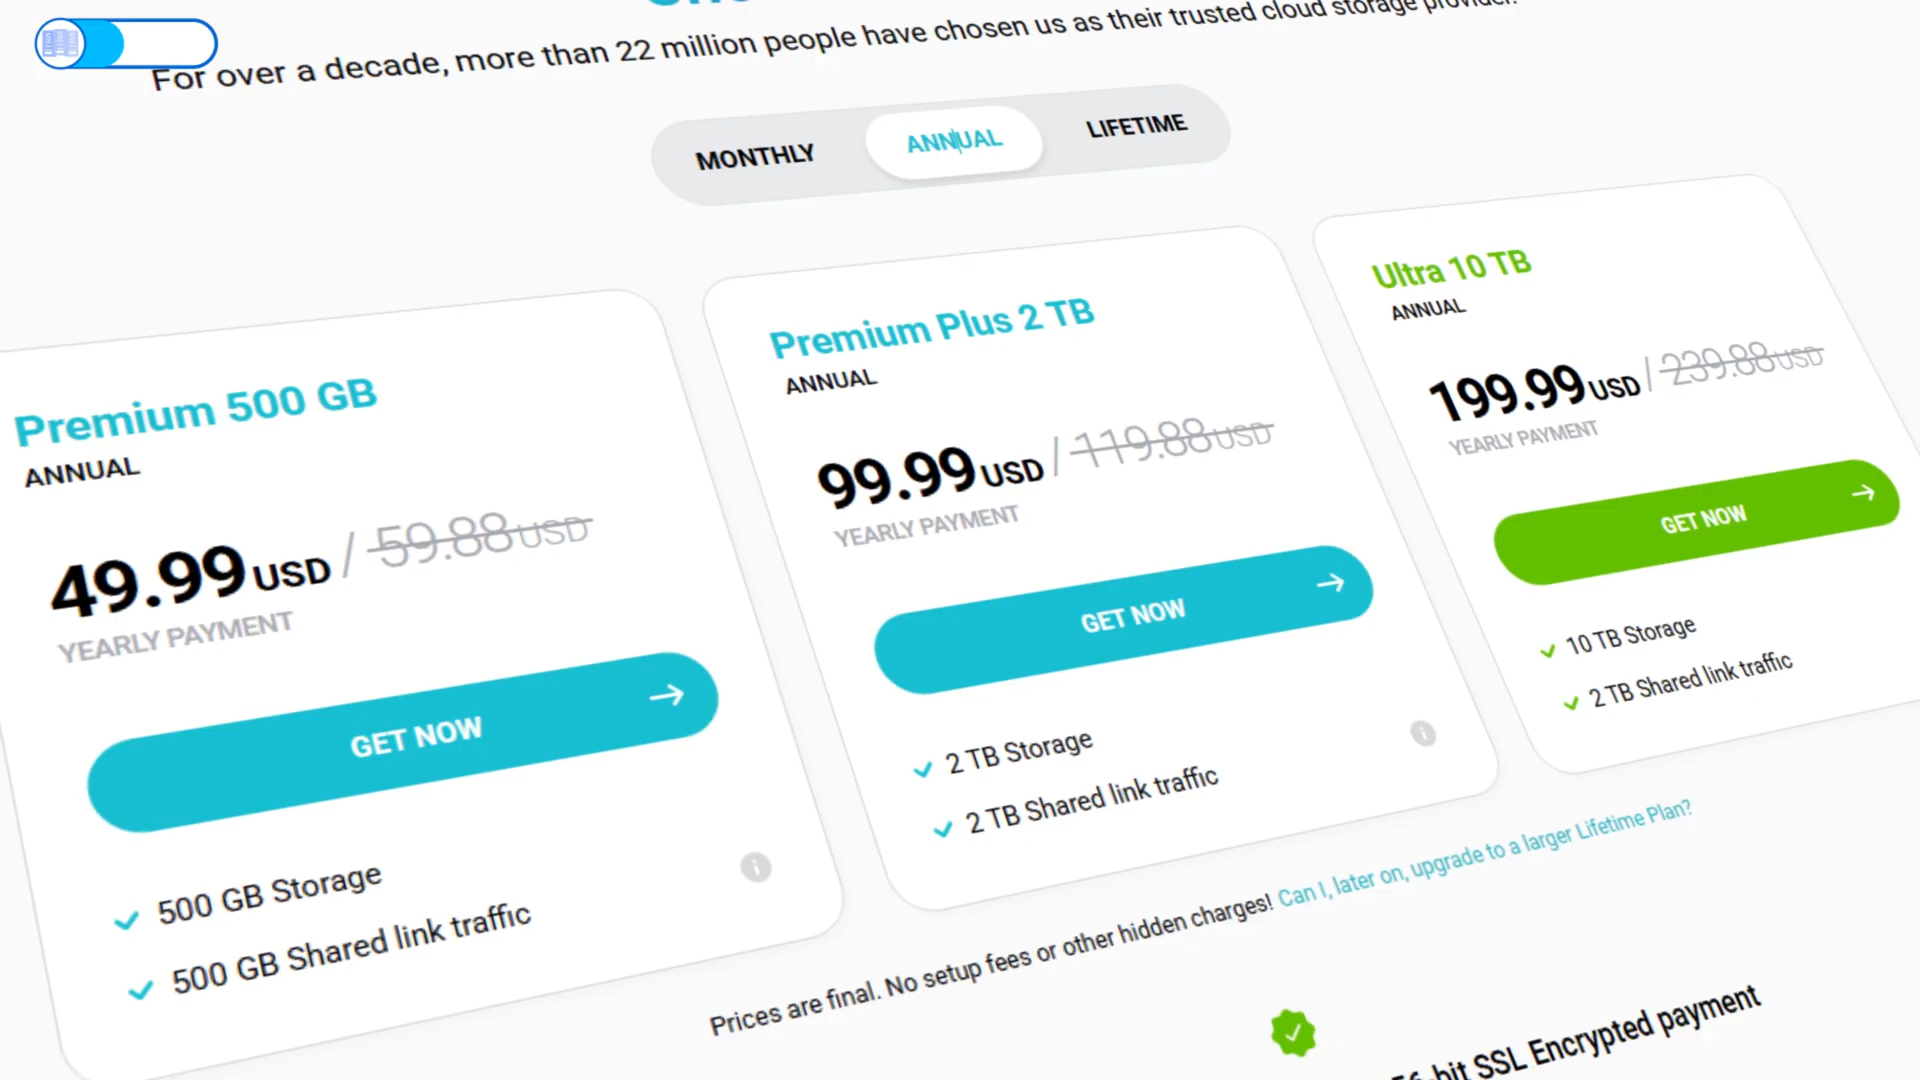 For over a decade, more than 22 million people have chosen us as their trusted cloud storage provider.
MONTHLY
ANNUAL
LIFETIME
Premium 500 GB
ANNUAL
49.99 USD / 59.88 USD
YEARLY PAYMENT
GET NOW
500 GB Storage
500 GB Shared link traffic
Premium Plus 2 TB
ANNUAL
99.99 USD / 119.88 USD
YEARLY PAYMENT
GET NOW
2 TB Storage
2 TB Shared link traffic
Ultra 10 TB
ANNUAL
199.99 USD / 239.88 USD
YEARLY PAYMENT
GET NOW
10 TB Storage
2 TB Shared link traffic
Prices are final. No setup fees or other hidden charges! Can I, later on, upgrade to a larger Lifetime Plan?
SSL Encrypted payment